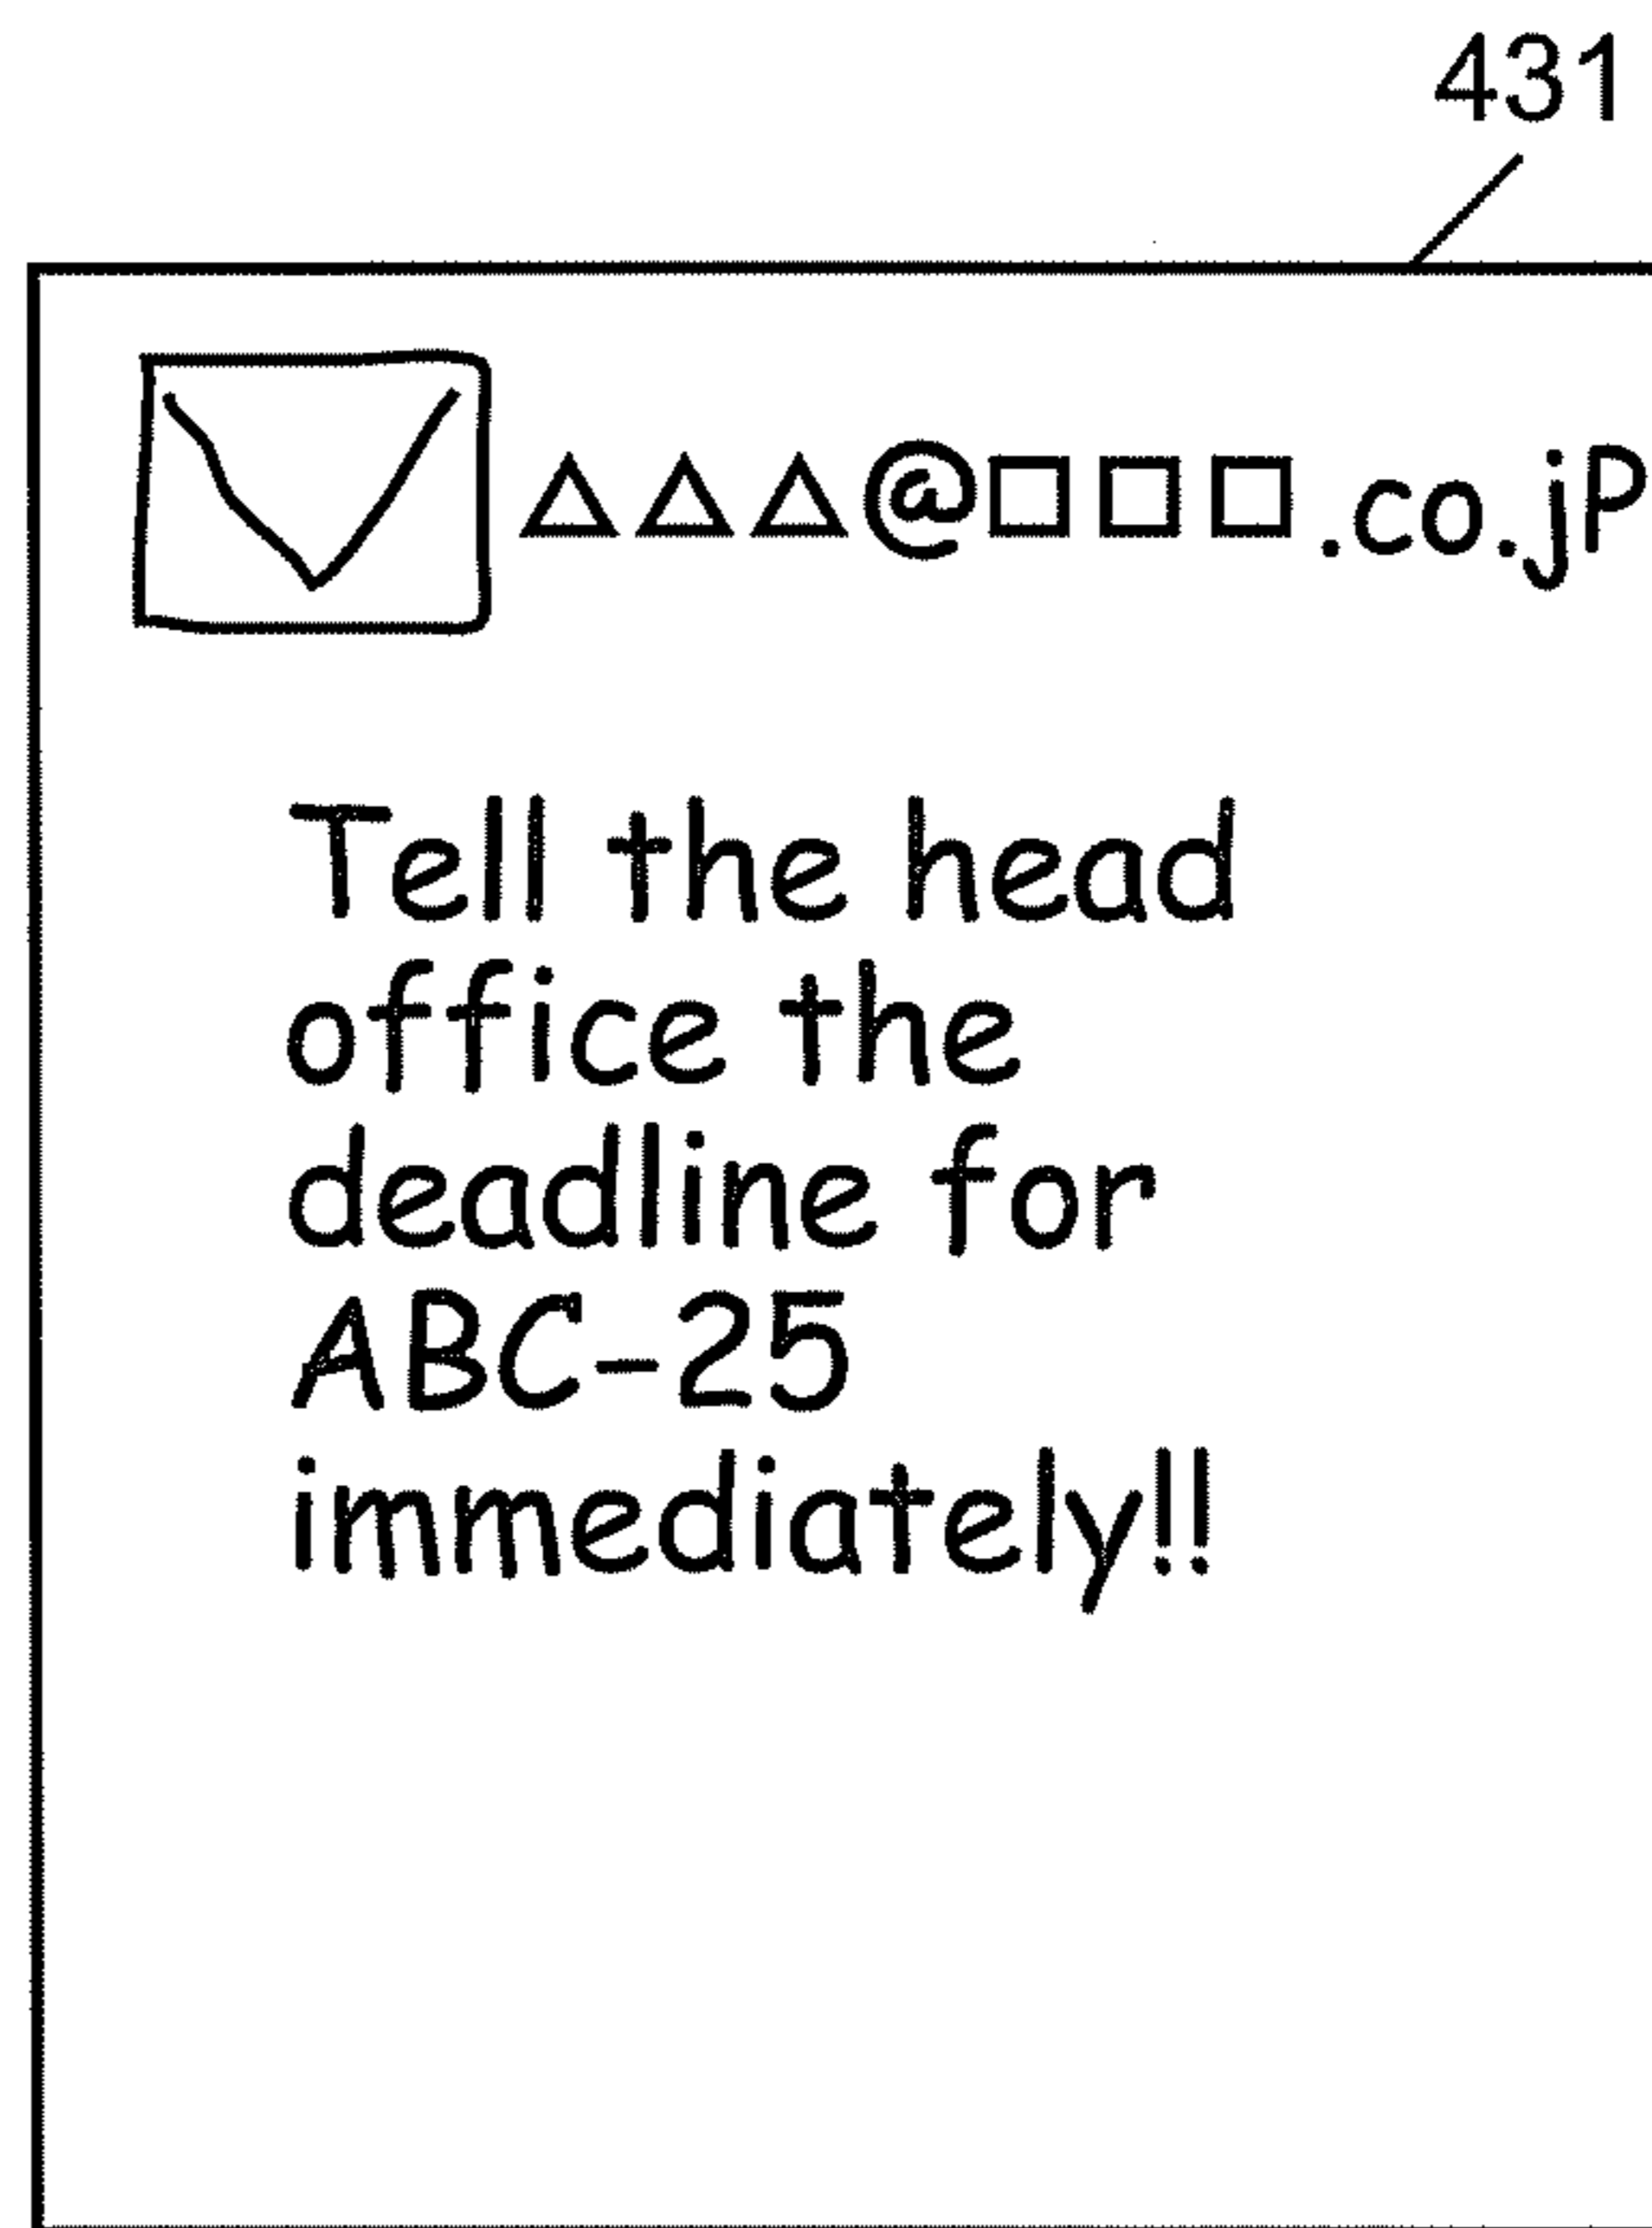 431
△△△@□□□.co.jP
Tell the head
office the
deadline for
ABC-25
immediately!!